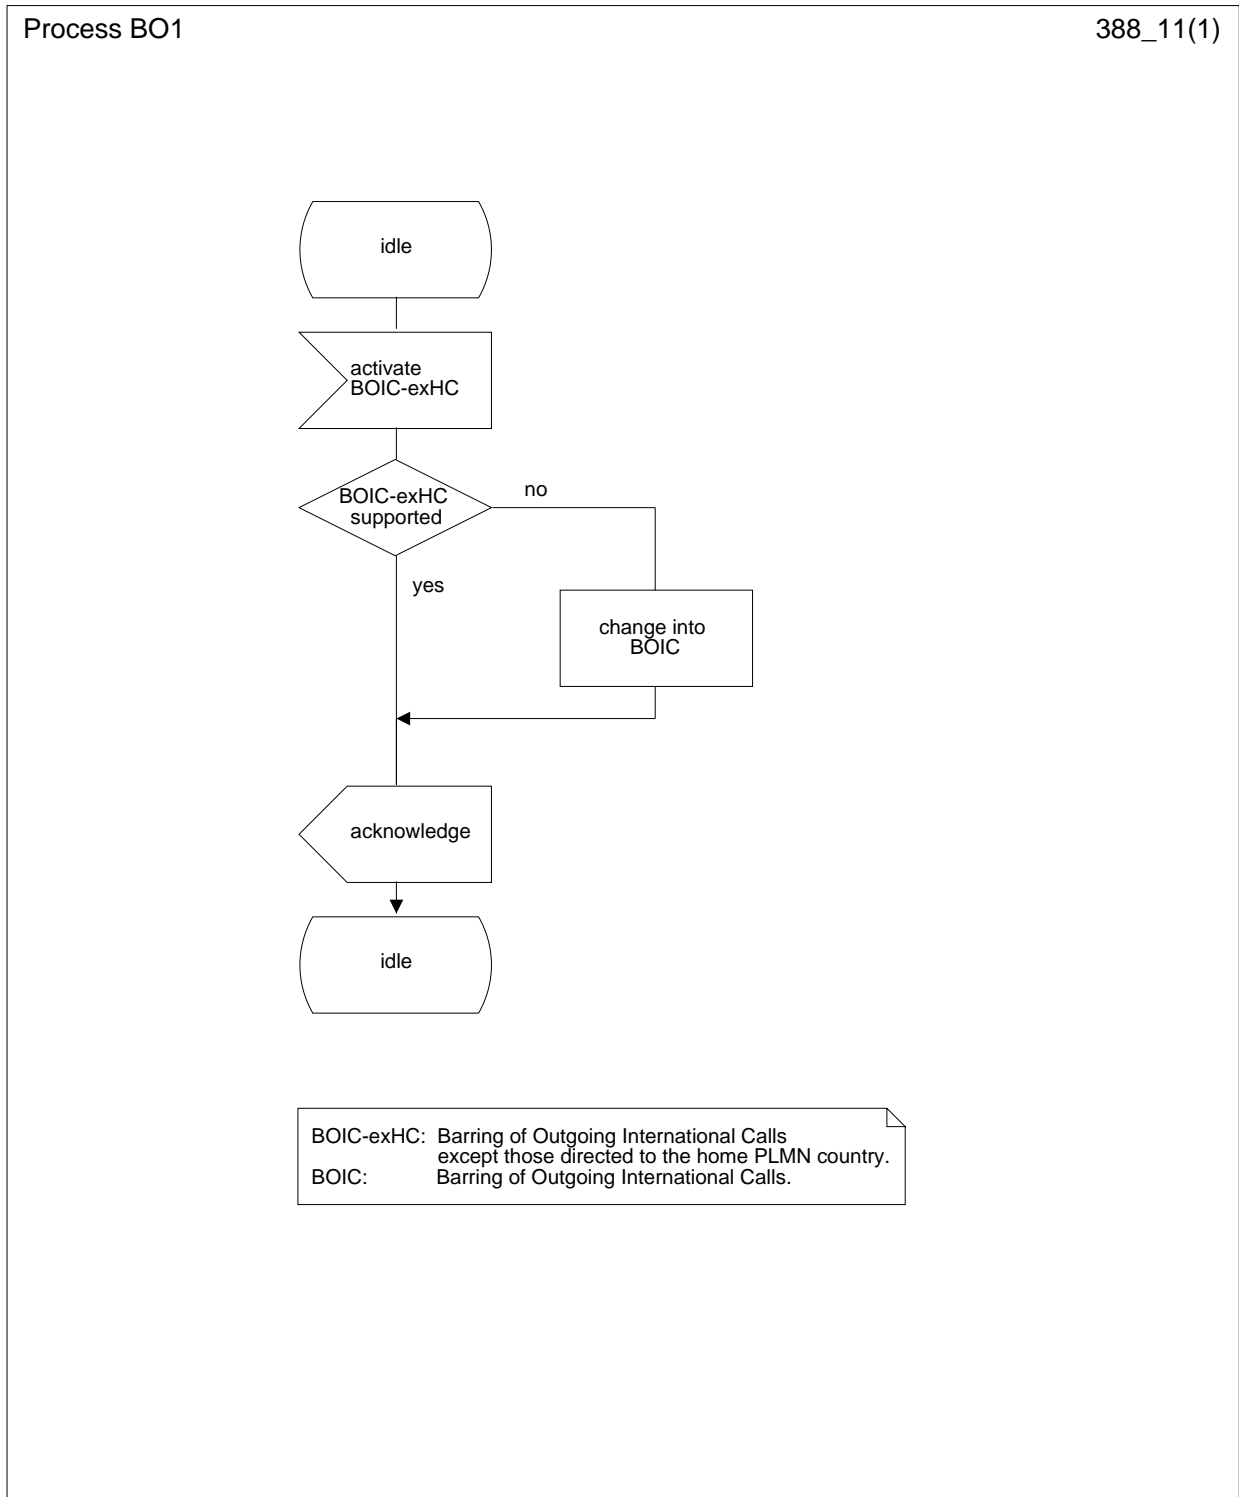 Process BO1
388_11(1)
idle
activate
BOIC-exHC
BOIC-exHC
supported
no
yes
change into
BOIC
acknowledge
idle
BOIC-exHC: Barring of Outgoing International Calls
except those directed to the home PLMN country.
BOIC: Barring of Outgoing International Calls.